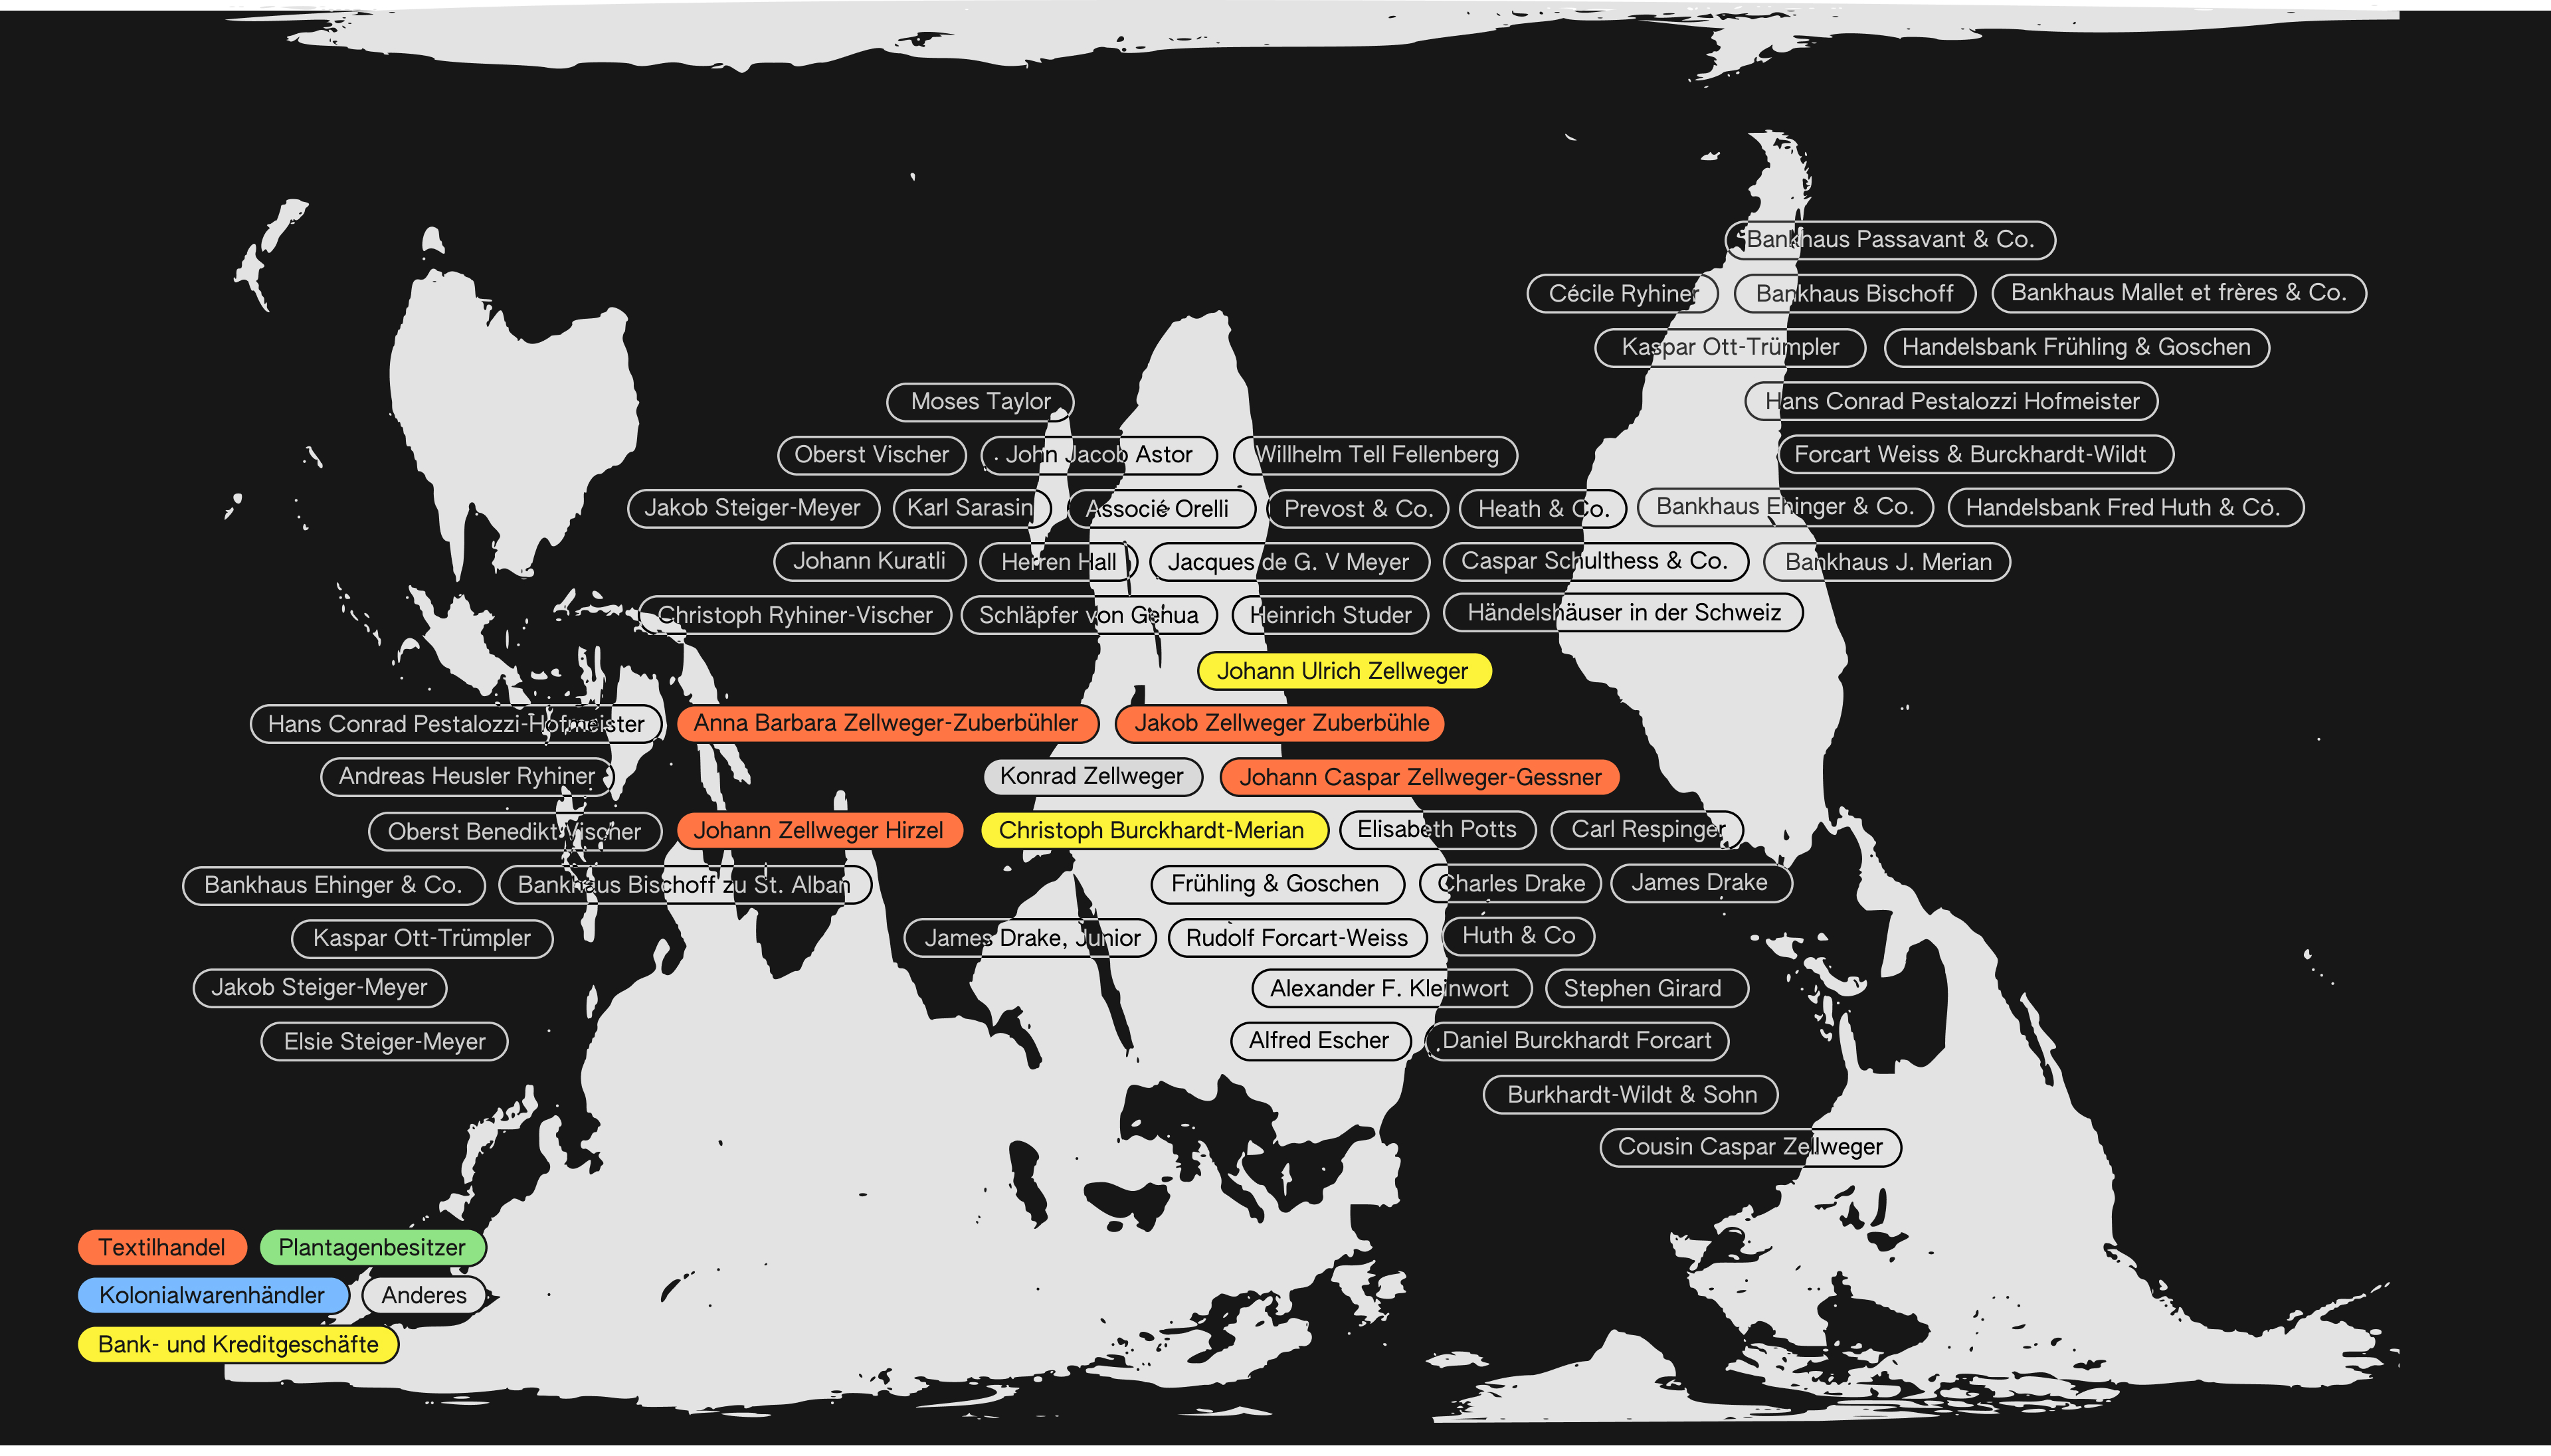 Bankhaus Passavant & Co.
Cécile Ryhiner Bankhaus Bischoff Bankhaus Mallet et frères & Co.
Kaspar Ott-Trümpler Handelsbank Frühling & Goschen
Moses Taylor Hans Conrad Pestalozzi Hofmeister
Oberst Vischer John Jacob Astor Willhelm Tell Fellenberg Forcart Weiss & Burckhardt-Wildt
Jakob Steiger-Meyer Karl Sarasin Associé Orelli Prevost & Co. Heath & Co. Bankhaus Ehinger & Co. Handelsbank Fred Huth & Co.
Johann Kuratli Herren Hall Jacques de G. V Meyer Caspar Schulthess & Co. Bankhaus J. Merian
Christoph Ryhiner-Vischer Schläpfer von Gehua Heinrich Studer Händelshäuser in der Schweiz
Johann Ulrich Zellweger
Hans Conrad Pestalozzi-Hofmeister Anna Barbara Zellweger-Zuberbühler Jakob Zellweger Zuberbühle
Andreas Heusler Ryhiner Konrad Zellweger Johann Caspar Zellweger-Gessner
Oberst Benedikt Vischer Johann Zellweger Hirzel Christoph Burckhardt-Merian Elisabeth Potts Carl Respinger
Bankhaus Ehinger & Co. Bankhaus Bischoff zu St. Alban Frühling & Goschen Charles Drake James Drake
Kaspar Ott-Trümpler James Drake, Junior Rudolf Forcart-Weiss Huth & Co
Jakob Steiger-Meyer Alexander F. Kleinwort Stephen Girard
Elsie Steiger-Meyer Alfred Escher Daniel Burckhardt Forcart
Burkhardt-Wildt & Sohn
Cousin Caspar Zellweger
Textilhandel Plantagenbesitzer
Kolonialwarenhändler Anderes
Bank- und Kreditgeschäfte